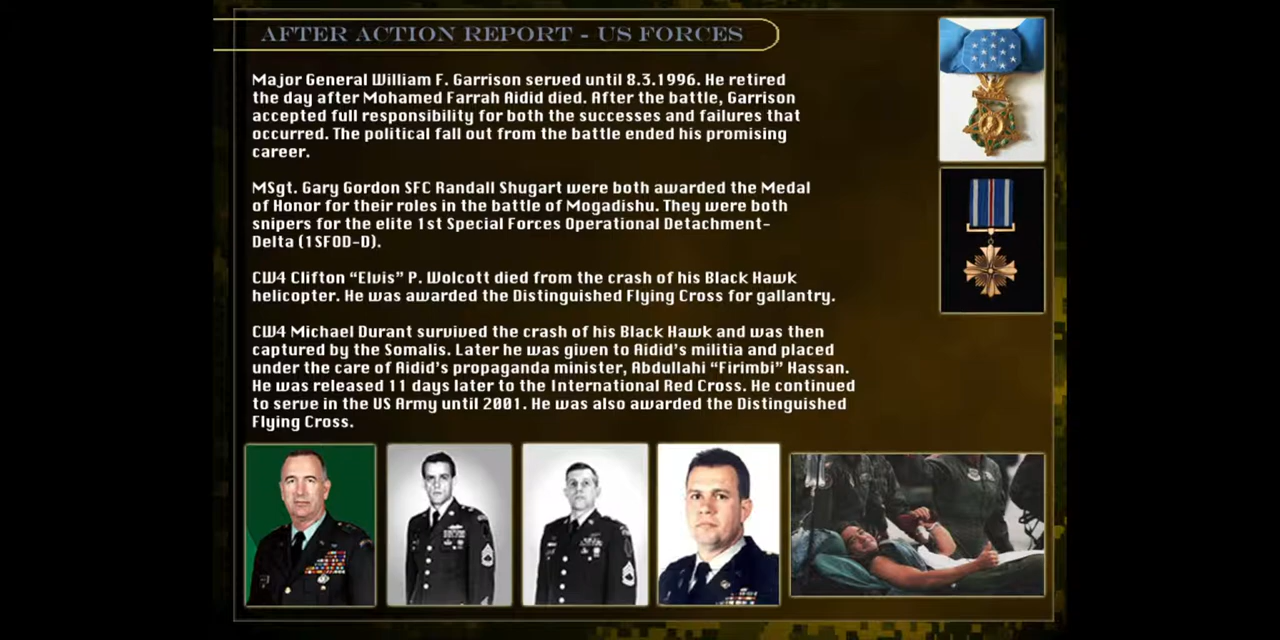 AFTER ACTION REPORT - US FORCES
Major General William F. Garrison served until 8.3.1996. He retired
the day after Mohamed Farrah Aidid died. After the battle, Garrison
accepted full responsibility for both the successes and failures that
occurred. The political fall out from the battle ended his promising
career.
MSgt. Gary Gordon SFC Randall Shugart were both awarded the Medal
of Honor for their roles in the battle of Mogadishu. They were both
snipers for the elite 1st Special Forces Operational Detachment-
Delta (1SFOD-D).
CW4 Clifton “Elvis” P. Wolcott died from the crash of his Black Hawk
helicopter. He was awarded the Distinguished Flying Cross for gallantry.
CW4 Michael Durant survived the crash of his Black Hawk and was then
captured by the Somalis. Later he was given to Aidid's militia and placed
under the care of Aidid's propaganda minister, Abdullahi “Firimbi” Hassan.
He was released 11 days later to the International Red Cross. He continued
to serve in the US Army until 2001. He was also awarded the Distinguished
Flying Cross.